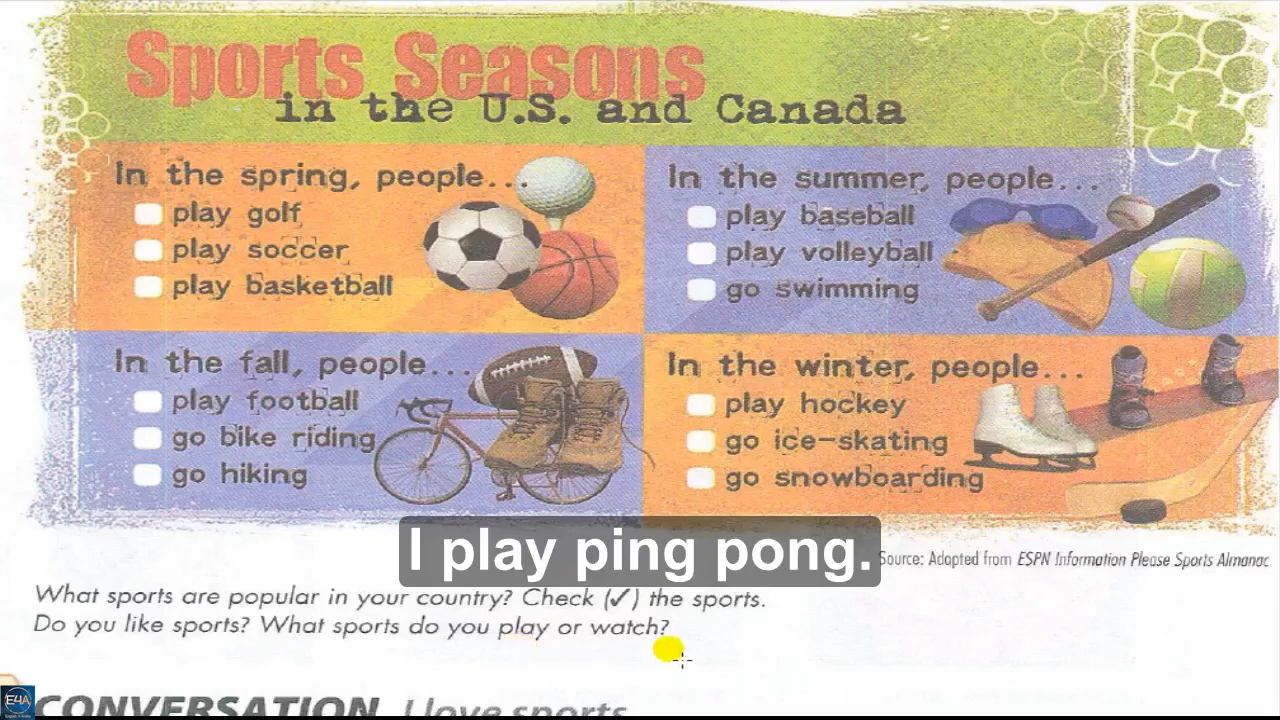 Sports Seasons
in the U.S. and Canada
In the spring, people...
play golf
play soccer
play basketball
In the summer, people...
play baseball
play volleyball
go swimming
In the fall, people...
play football
go bike riding
go hiking
In the winter, people...
play hockey
go ice-skating
go snowboarding
I play ping pong.
Source: Adopted from ESPN Information Please Sports Almanac
What sports are popular in your country? Check (✓) the sports.
Do you like sports? What sports do you play or watch?
E4A
CONVERSATION I love sports